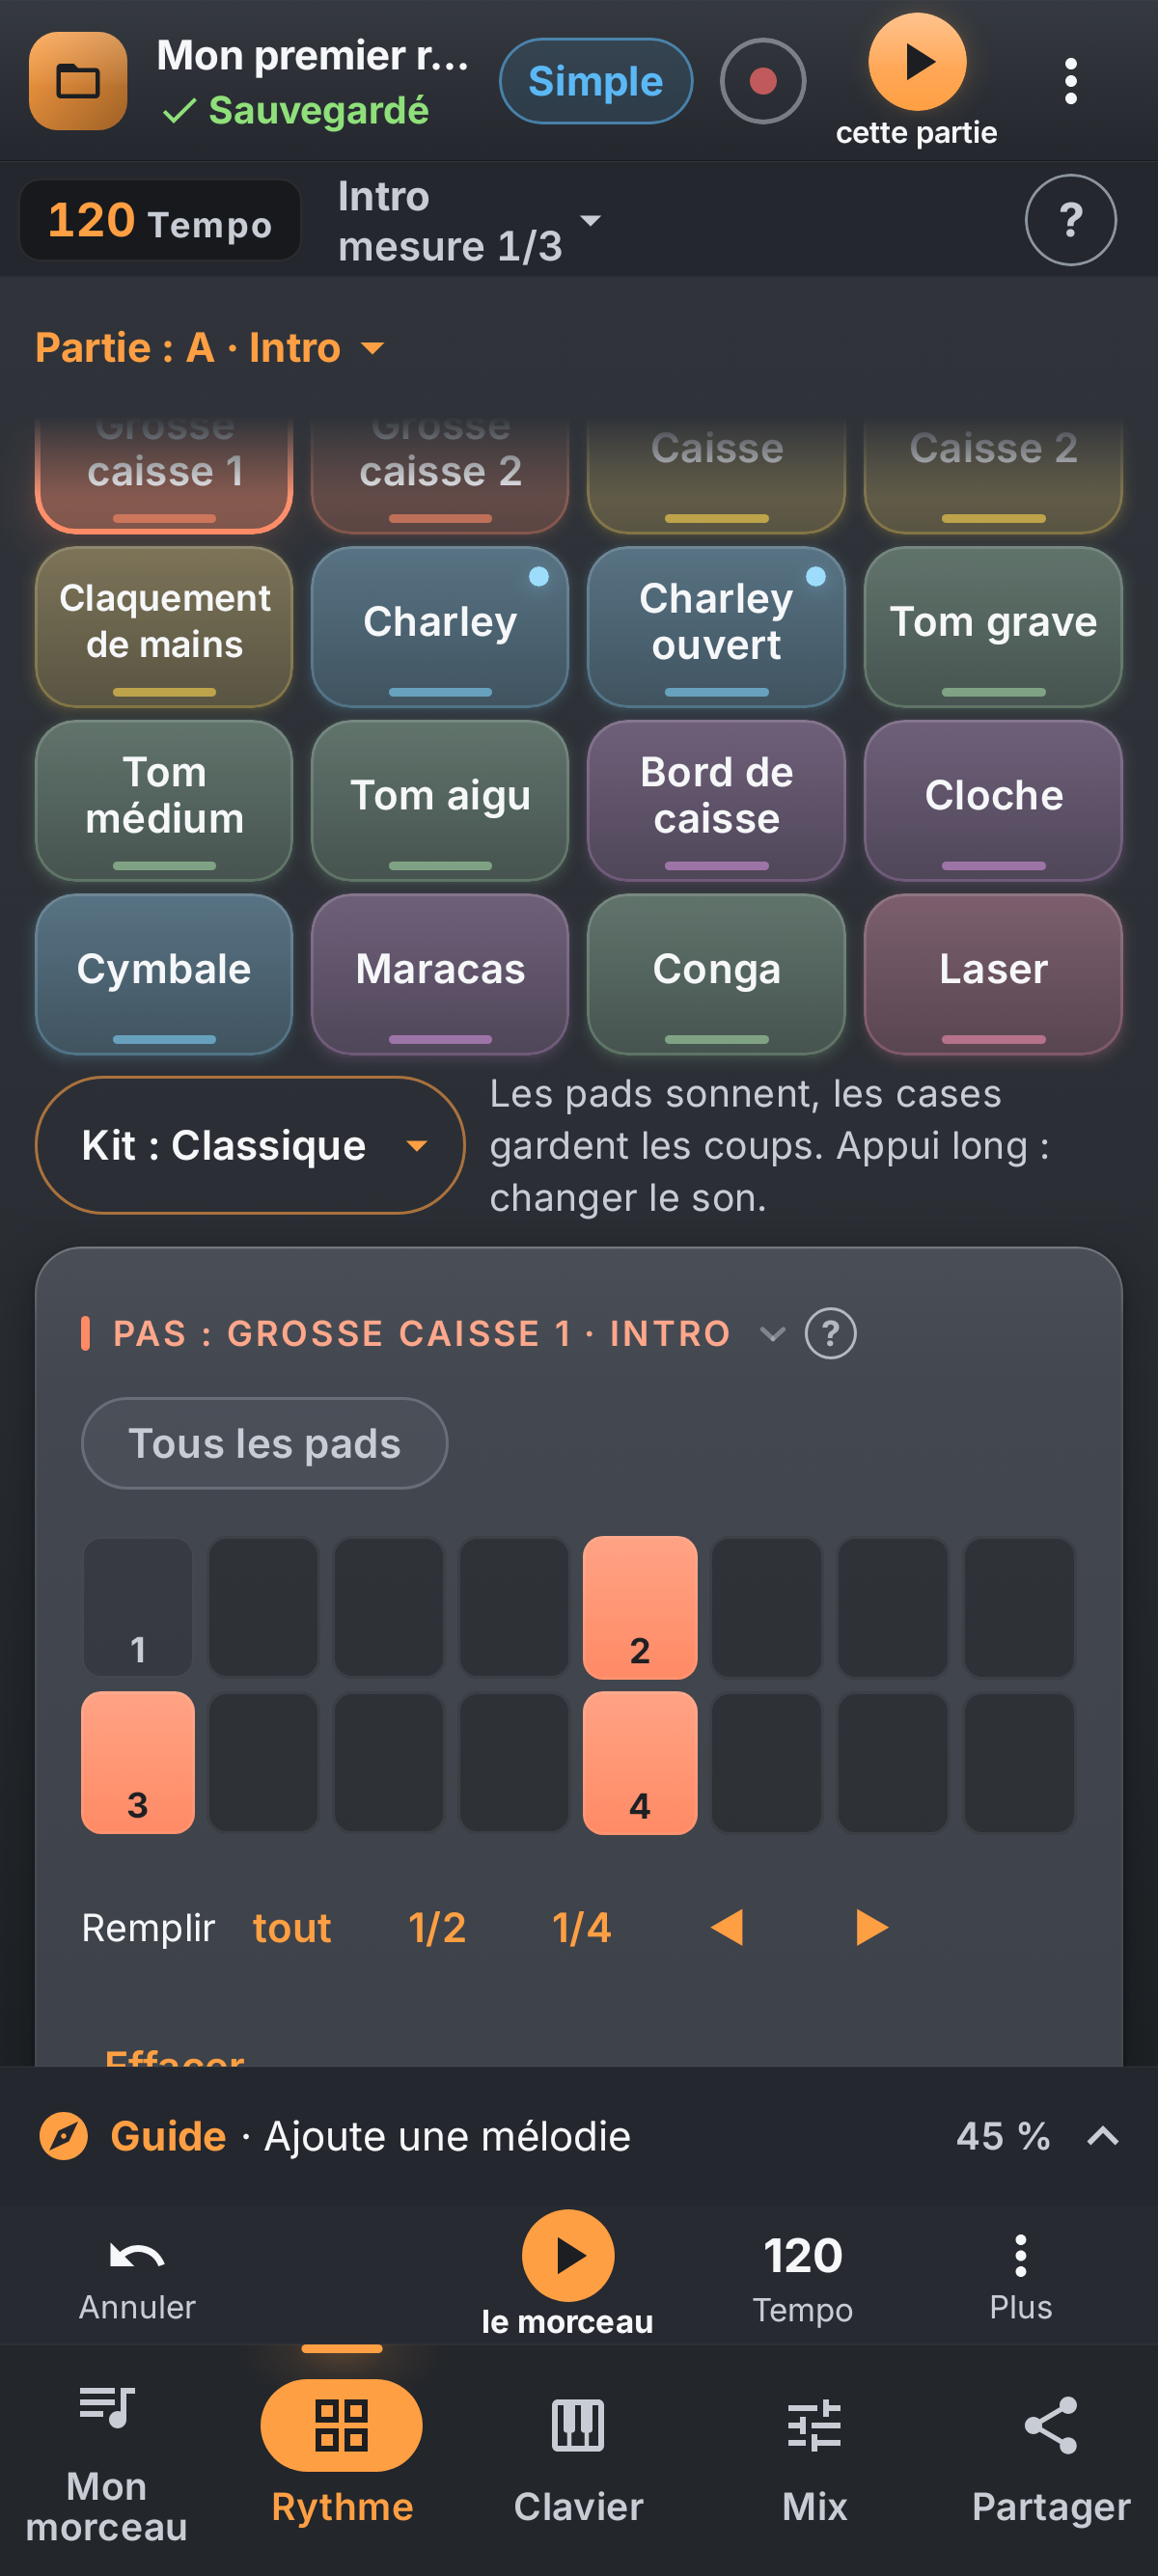 Mon premier r...
Sauvegardé
Simple
cette partie
120 Tempo
Intro
mesure 1/3
?
Partie : A · Intro
Grosse
caisse 1
Grosse
caisse 2
Caisse
Caisse 2
Claquement
de mains
Charley
Charley
ouvert
Tom grave
Tom
médium
Tom aigu
Bord de
caisse
Cloche
Cymbale
Maracas
Conga
Laser
Kit : Classique
Les pads sonnent, les cases
gardent les coups. Appui long :
changer le son.
PAS : GROSSE CAISSE 1 · INTRO
?
Tous les pads
1
2
3
4
Remplir tout 1/2 1/4
Effacer
Guide · Ajoute une mélodie
45 %
Annuler
le morceau
120
Tempo
Plus
Mon
morceau
Rythme
Clavier
Mix
Partager